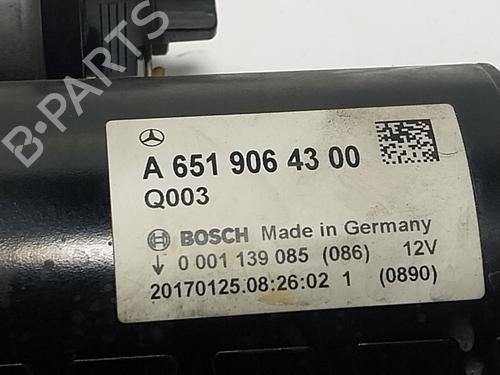 B-PARTS
A 651 906 43 00
Q003
BOSCH Made in Germany
0 001 139 085 (086) 12V
20170125.08:26:02 1 (0890)